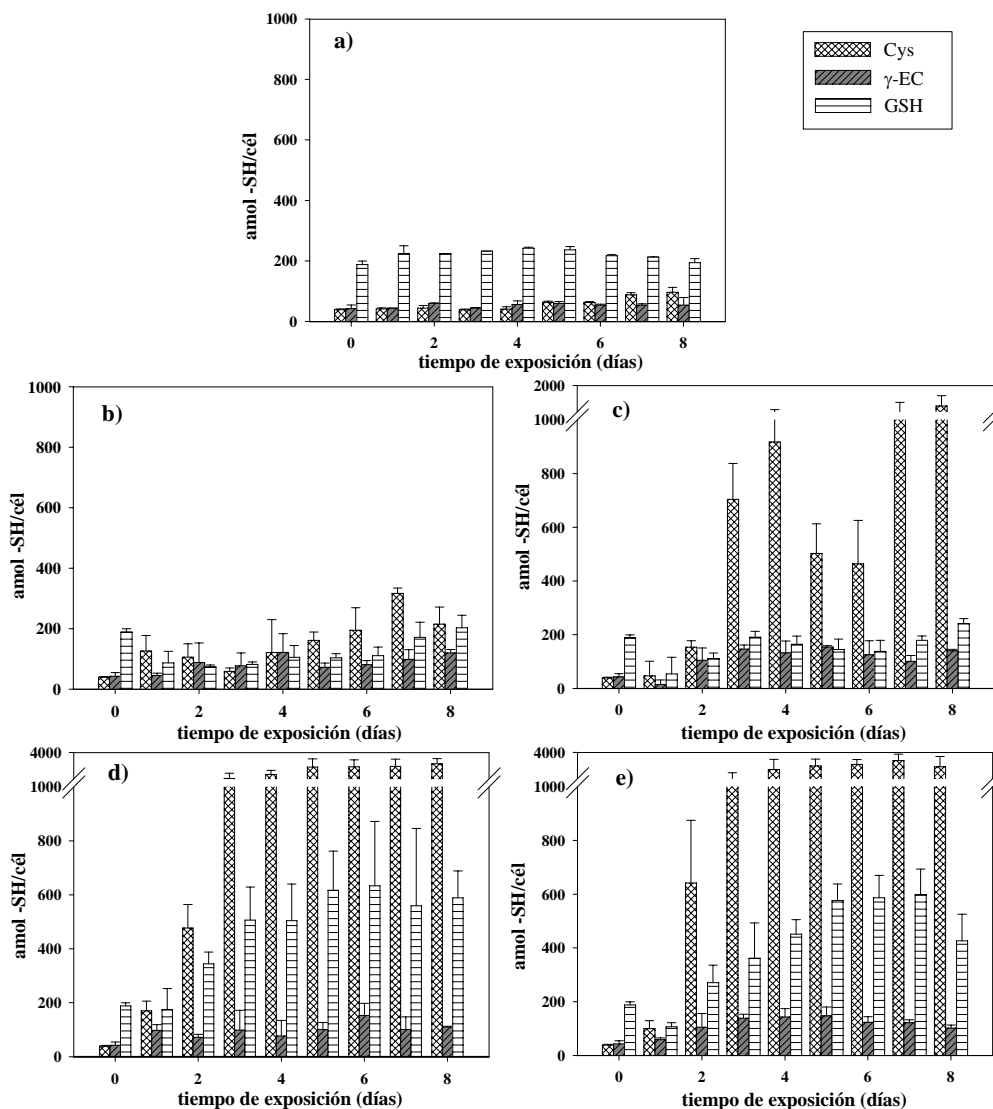 a)
Cys
γ-EC
GSH
amol -SH/cél
1000
800
600
400
200
0
0 2 4 6 8
tiempo de exposición (días)
b)
amol -SH/cél
1000
800
600
400
200
0
0 2 4 6 8
tiempo de exposición (días)
c)
amol -SH/cél
2000
1000
800
600
400
200
0
0 2 4 6 8
tiempo de exposición (días)
d)
amol -SH/cél
4000
1000
800
600
400
200
0
0 2 4 6 8
tiempo de exposición (días)
e)
amol -SH/cél
4000
1000
800
600
400
200
0
0 2 4 6 8
tiempo de exposición (días)